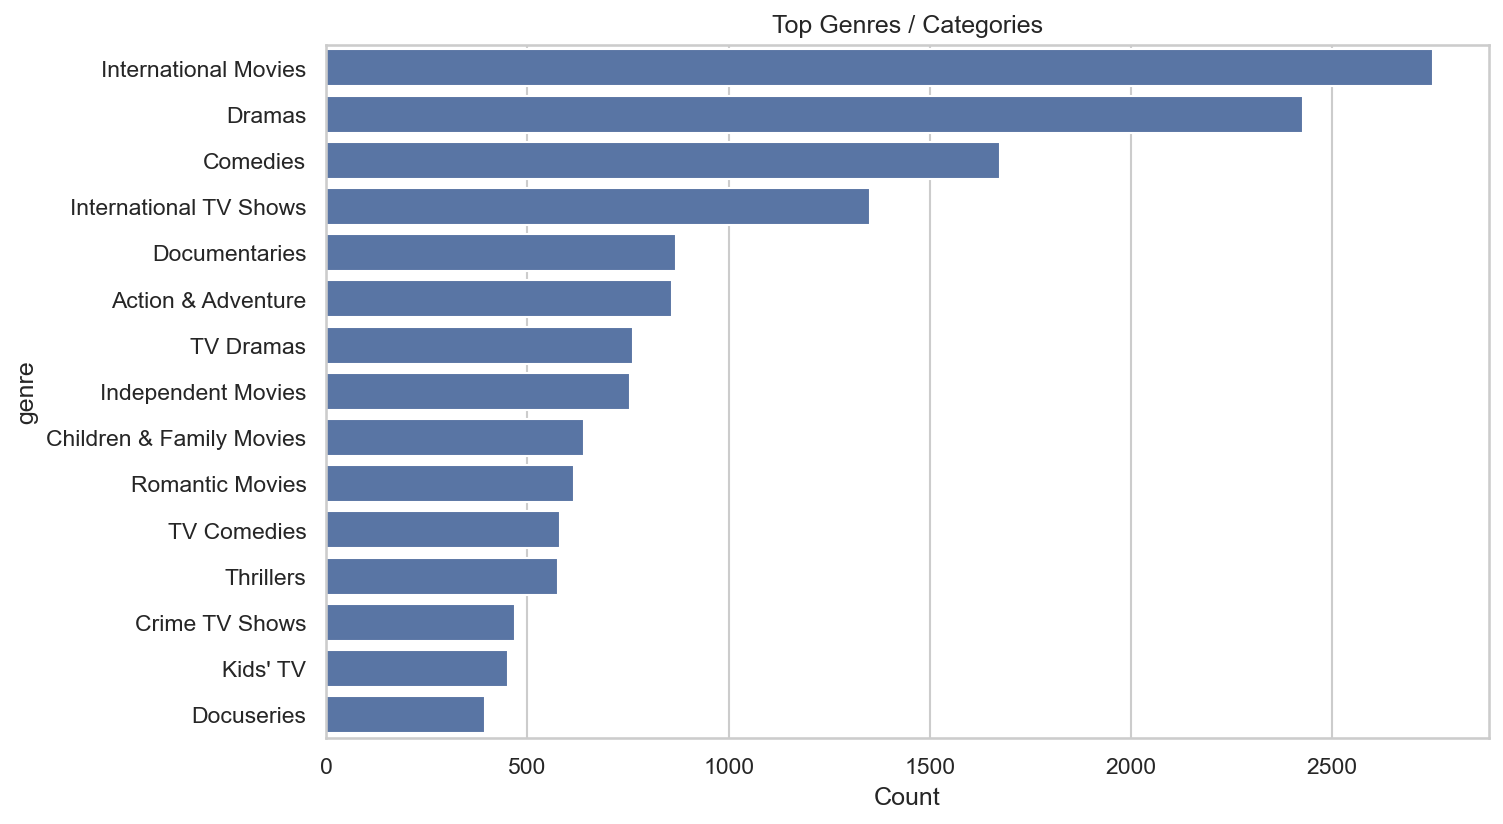 Top Genres / Categories
International Movies
Dramas
Comedies
International TV Shows
Documentaries
Action & Adventure
TV Dramas
Independent Movies
Children & Family Movies
Romantic Movies
TV Comedies
Thrillers
Crime TV Shows
Kids' TV
Docuseries
genre
0 500 1000 1500 2000 2500
Count